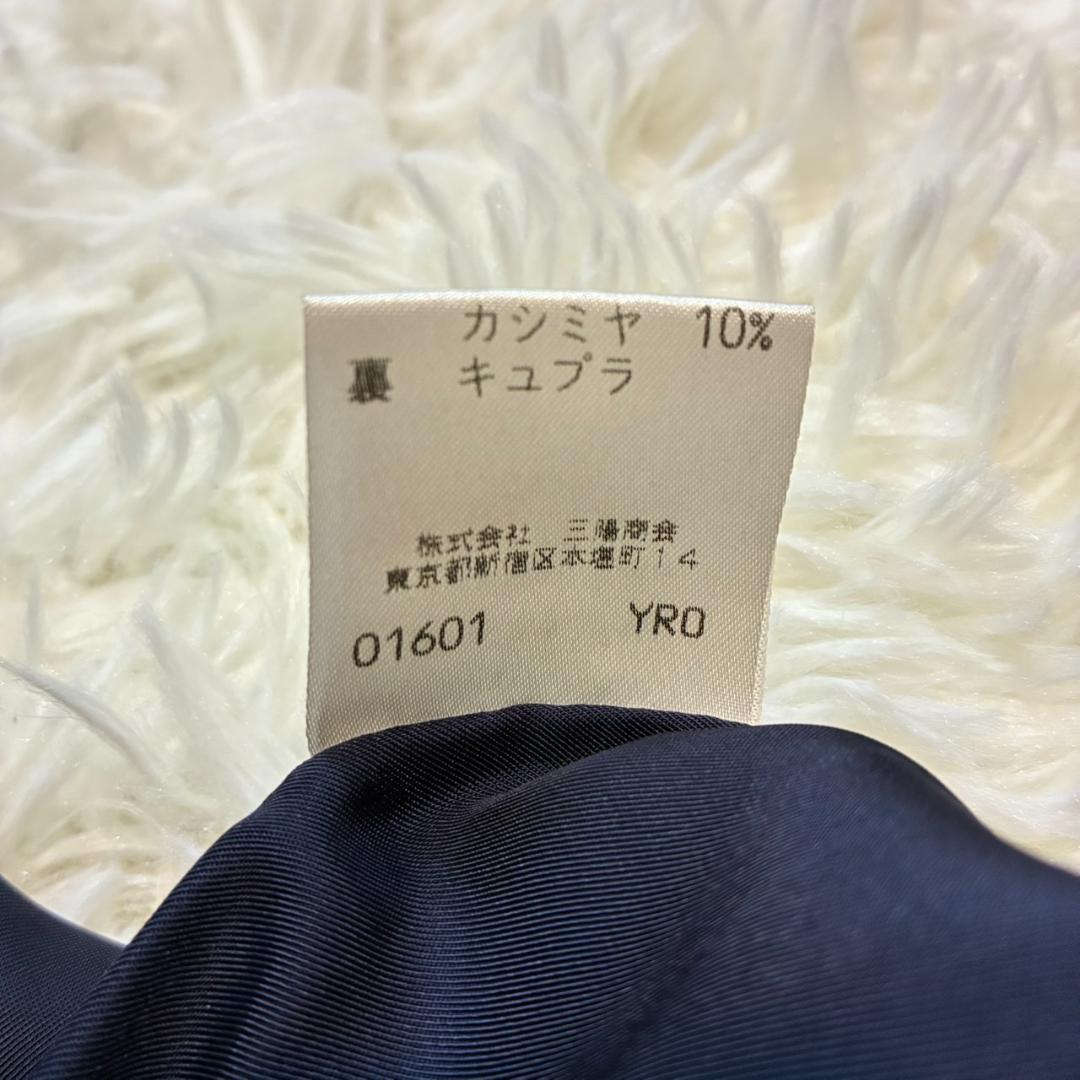 カシミヤ 10%
裏 キュプラ
株式会社 三陽商会
東京都新宿区本塩町14
01601 YRO